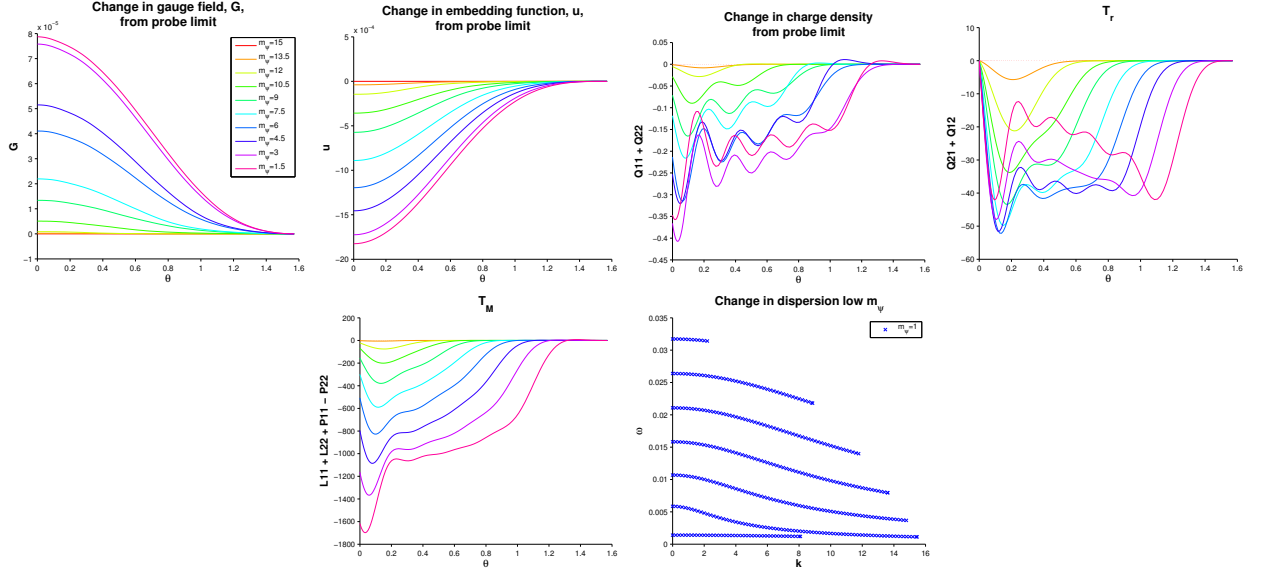 Change in gauge field, G,
from probe limit
x 10⁻⁵
8
7
6
5
4
3
2
1
0
−1
G
0 0.2 0.4 0.6 0.8 1 1.2 1.4 1.6
θ
m_ψ=15
m_ψ=13.5
m_ψ=12
m_ψ=10.5
m_ψ=9
m_ψ=7.5
m_ψ=6
m_ψ=4.5
m_ψ=3
m_ψ=1.5
Change in embedding function, u,
from probe limit
x 10⁻⁴
5
0
−5
−10
−15
−20
u
0 0.2 0.4 0.6 0.8 1 1.2 1.4 1.6
θ
Change in charge density
from probe limit
0.05
0
−0.05
−0.1
−0.15
−0.2
−0.25
−0.3
−0.35
−0.4
−0.45
Q11 + Q22
0 0.2 0.4 0.6 0.8 1 1.2 1.4 1.6
θ
T_r
10
0
−10
−20
−30
−40
−50
−60
Q21 + Q12
0 0.2 0.4 0.6 0.8 1 1.2 1.4 1.6
θ
T_M
200
0
−200
−400
−600
−800
−1000
−1200
−1400
−1600
−1800
L11 + L22 + P11 − P22
0 0.2 0.4 0.6 0.8 1 1.2 1.4 1.6
θ
Change in dispersion low m_ψ
0.035
0.03
0.025
0.02
0.015
0.01
0.005
0
ω
0 2 4 6 8 10 12 14 16
k
m_ψ=1